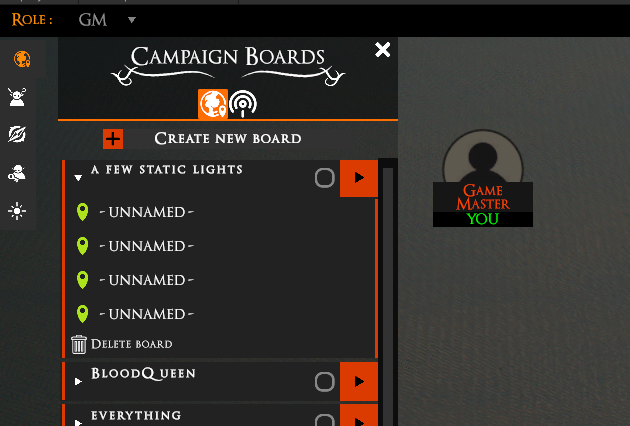 Role : GM
Campaign Boards
Create new board
a few static lights
- unnamed -
- unnamed -
- unnamed -
- unnamed -
Delete board
BloodQueen
everything
Game
Master
YOU